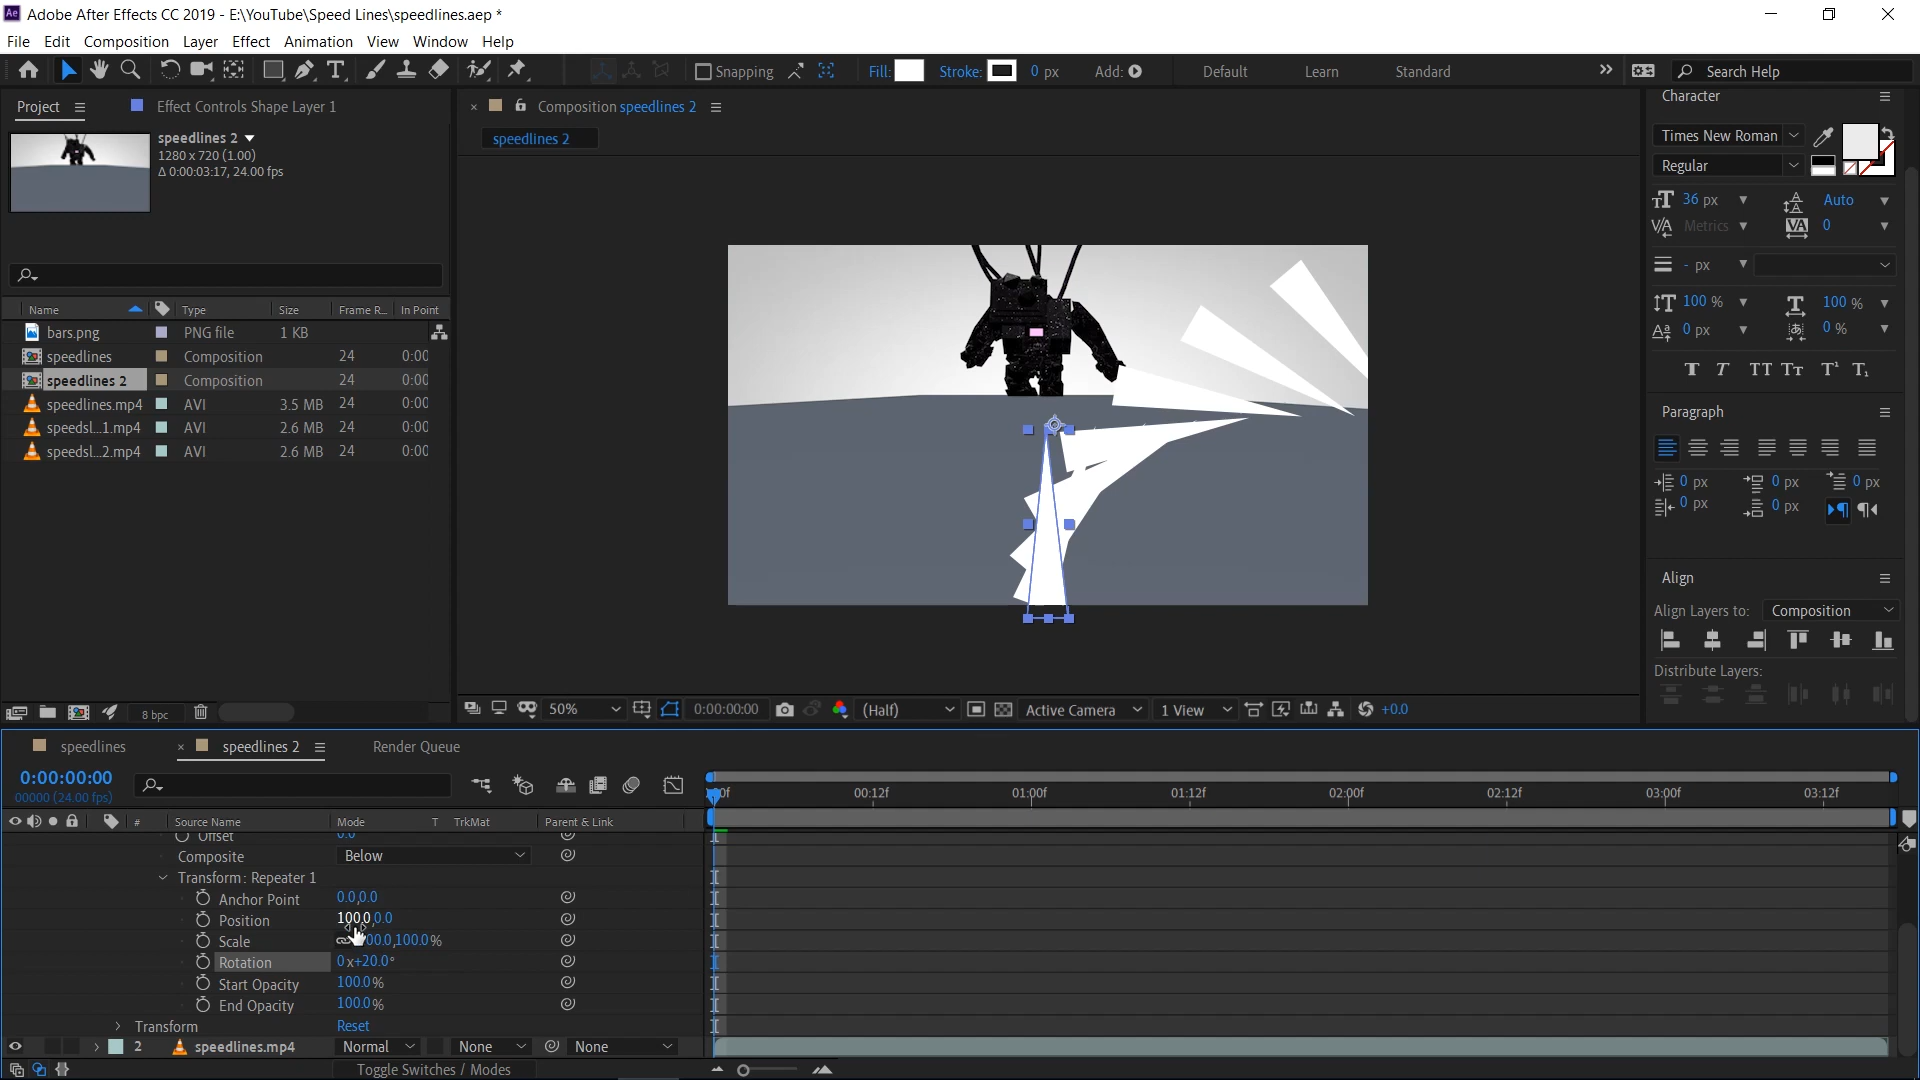 Adobe After Effects CC 2019 - E:\YouTube\Speed Lines\speedlines.aep *
File Edit Composition Layer Effect Animation View Window Help
Snapping Fill: Stroke: 0 px Add: Default Learn Standard Search Help
Project Effect Controls Shape Layer 1
Composition speedlines 2
speedlines 2
speedlines 2
1280 x 720 (1.00)
Δ 0:00:03:17, 24.00 fps
Name Type Size Frame R... In Point
bars.png PNG file 1 KB
speedlines Composition 24 0:00
speedlines 2 Composition 24 0:00
speedlines.mp4 AVI 3.5 MB 24 0:00
speedsl...1.mp4 AVI 2.6 MB 24 0:00
speedsl...2.mp4 AVI 2.6 MB 24 0:00
8 bpc
50% 0:00:00:00 (Half) Active Camera 1 View +0.0
Character
Times New Roman
Regular
36 px Auto
Metrics 0
- px
100 % 100 %
0 px 0 %
T T TT Tt T¹ T₁
Paragraph
0 px 0 px 0 px
0 px 0 px
Align
Align Layers to: Composition
Distribute Layers:
speedlines speedlines 2 Render Queue
0:00:00:00
00000 (24.00 fps)
00f 00:12f 01:00f 01:12f 02:00f 02:12f 03:00f 03:12f
# Source Name Mode T TrkMat Parent & Link
Offset 0.0
Composite Below
Transform: Repeater 1
Anchor Point 0.0,0.0
Position 100.0,0.0
Scale 00.0,100.0%
Rotation 0x+20.0°
Start Opacity 100.0%
End Opacity 100.0%
Transform Reset
2 speedlines.mp4 Normal None None
Toggle Switches / Modes